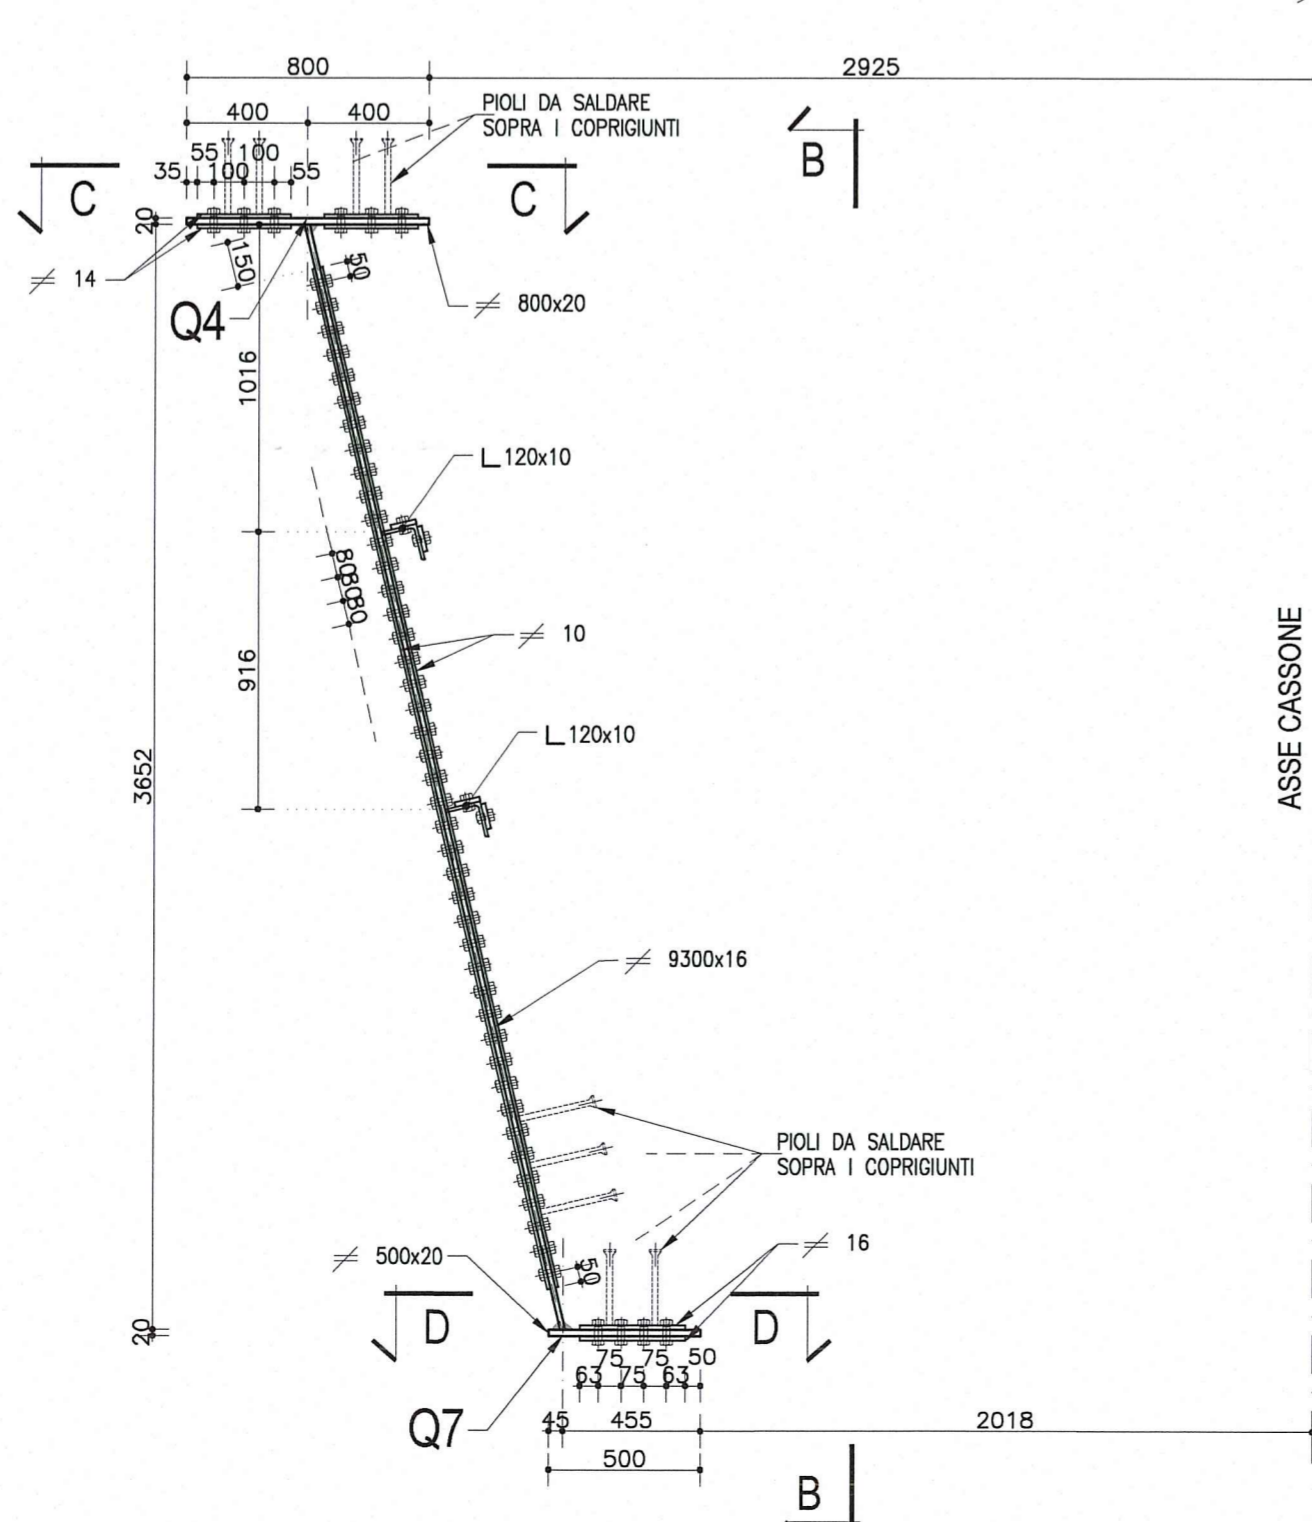 800
2925
400
400
PIOLI DA SALDARE
SOPRA I COPRIGIUNTI
B
55
100
35
100
55
C
C
20
14
150
50
800x20
Q4
1016
L 120x10
80
80
80
10
916
L 120x10
3652
ASSE CASSONE
9300x16
PIOLI DA SALDARE
SOPRA I COPRIGIUNTI
16
500x20
50
D
D
20
75
75
50
63
75
63
Q7
45
455
2018
500
B